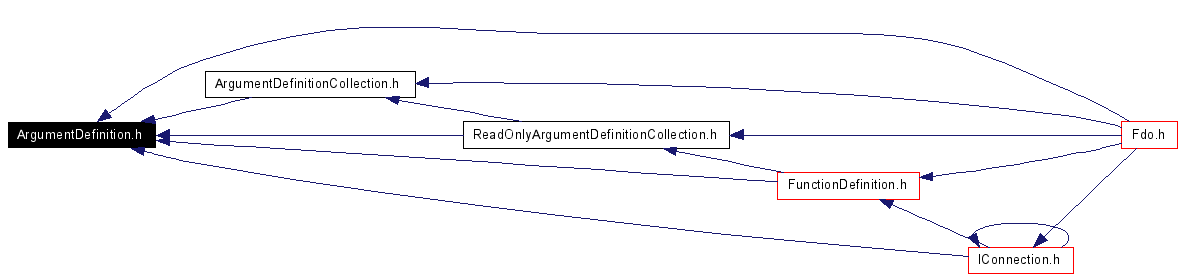 ArgumentDefinitionCollection.h
ArgumentDefinition.h
ReadOnlyArgumentDefinitionCollection.h
Fdo.h
FunctionDefinition.h
IConnection.h